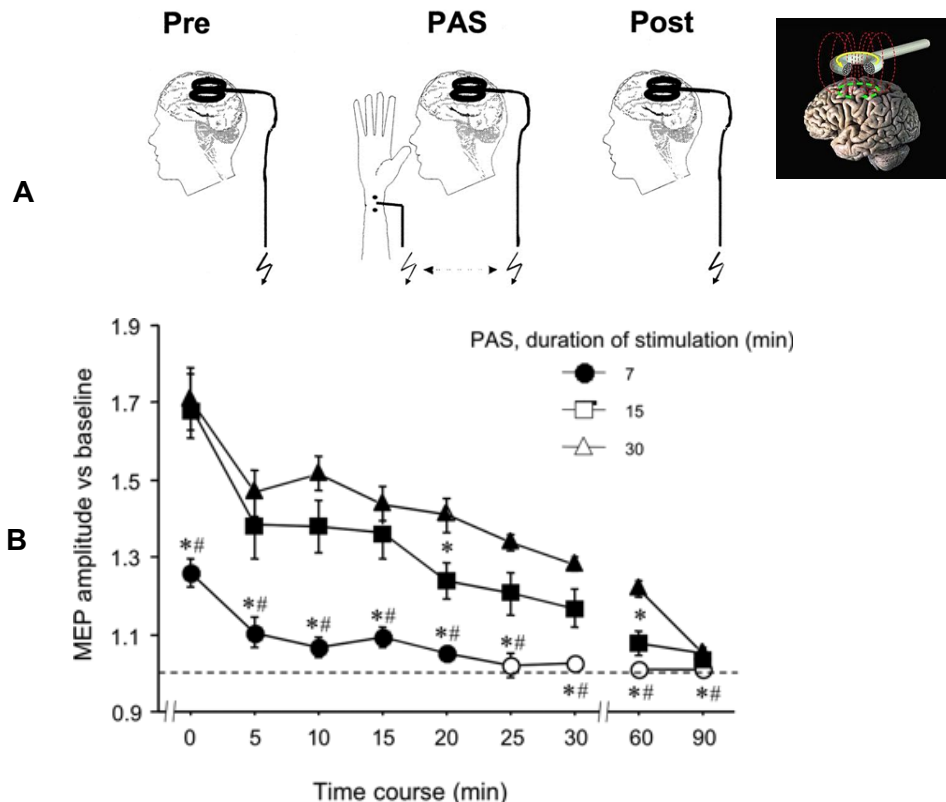 Pre PAS Post
A
B
MEP amplitude vs baseline
1.9
1.7
1.5
1.3
1.1
0.9
PAS, duration of stimulation (min)
7
15
30
*#
*#
*#
*#
*
*#
*#
*#
*
*#
*#
0 5 10 15 20 25 30 60 90
Time course (min)